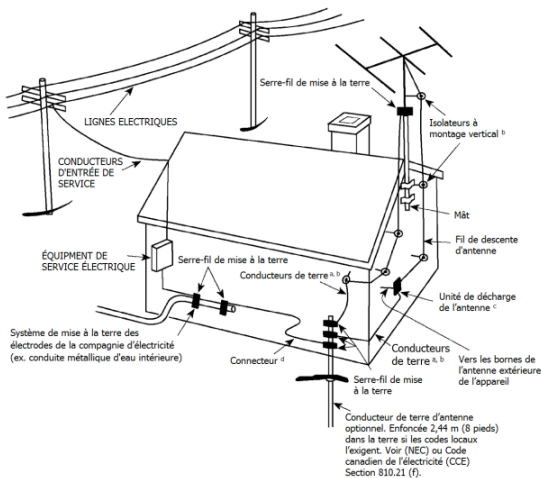 Serre-fil de mise à la terre
LIGNES ELECTRIQUES
Isolateurs à
montage vertical b
CONDUCTEURS
D'ENTRÉE DE
SERVICE
Mât
Fil de descente
d'antenne
ÉQUIPMENT DE
SERVICE ÉLECTRIQUE
Serre-fil de mise à la terre
Conducteurs de terre a, b
Unité de décharge
de l'antenne c
Système de mise à la terre des
électrodes de la compagnie d'électricité
(ex. conduite métallique d'eau intérieure)
Connecteur d
Conducteurs
de terre a, b
Vers les bornes de
l'antenne extérieure
de l'appareil
Serre-fil de mise
à la terre
Conducteur de terre d'antenne
optionnel. Enfoncée 2,44 m (8 pieds)
dans la terre si les codes locaux
l'exigent. Voir (NEC) ou Code
canadien de l'électricité (CCE)
Section 810.21 (f).